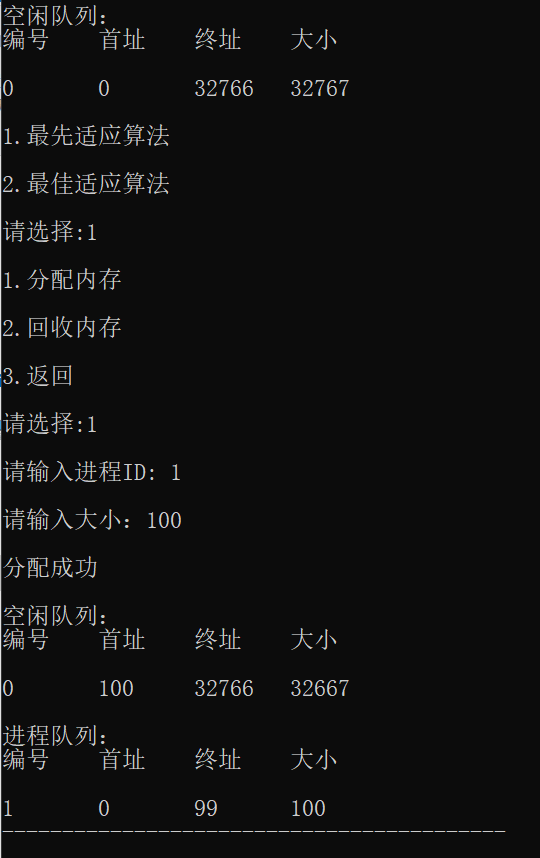 空闲队列：
编号 首址 终址 大小
0 0 32766 32767
1.最先适应算法
2.最佳适应算法
请选择:1
1.分配内存
2.回收内存
3.返回
请选择:1
请输入进程ID: 1
请输入大小：100
分配成功
空闲队列：
编号 首址 终址 大小
0 100 32766 32667
进程队列：
编号 首址 终址 大小
1 0 99 100
------------------------------------------